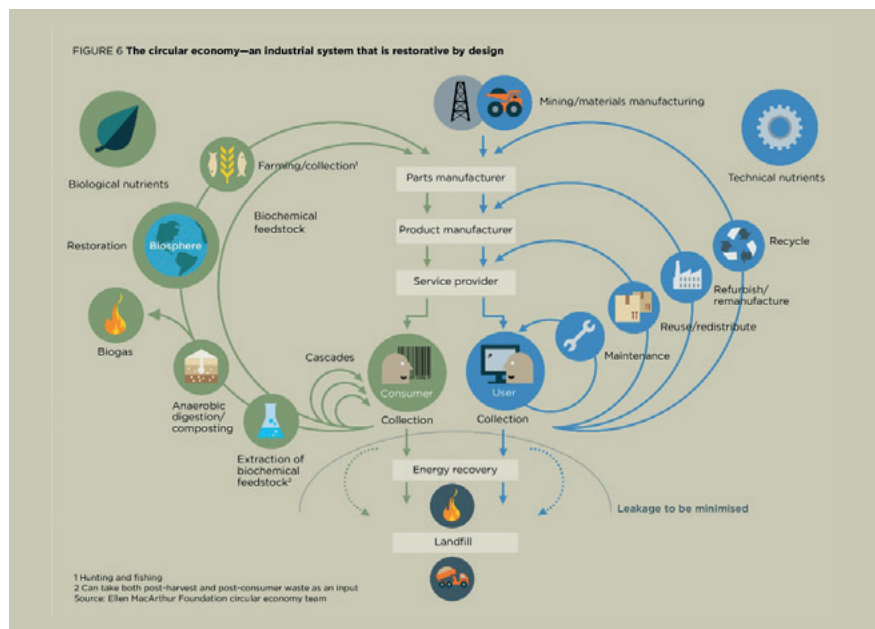 FIGURE 6 The circular economy—an industrial system that is restorative by design
Mining/materials manufacturing
Biological nutrients
Technical nutrients
Farming/collection¹
Parts manufacturer
Biochemical
feedstock
Product manufacturer
Restoration
Biosphere
Recycle
Service provider
Refurbish/
remanufacture
Reuse/redistribute
Biogas
Cascades
Maintenance
Consumer
User
Anaerobic
digestion/
composting
Collection
Collection
Extraction of
biochemical
feedstock²
Energy recovery
Leakage to be minimised
Landfill
1 Hunting and fishing
2 Can take both post-harvest and post-consumer waste as an input
Source: Ellen MacArthur Foundation circular economy team